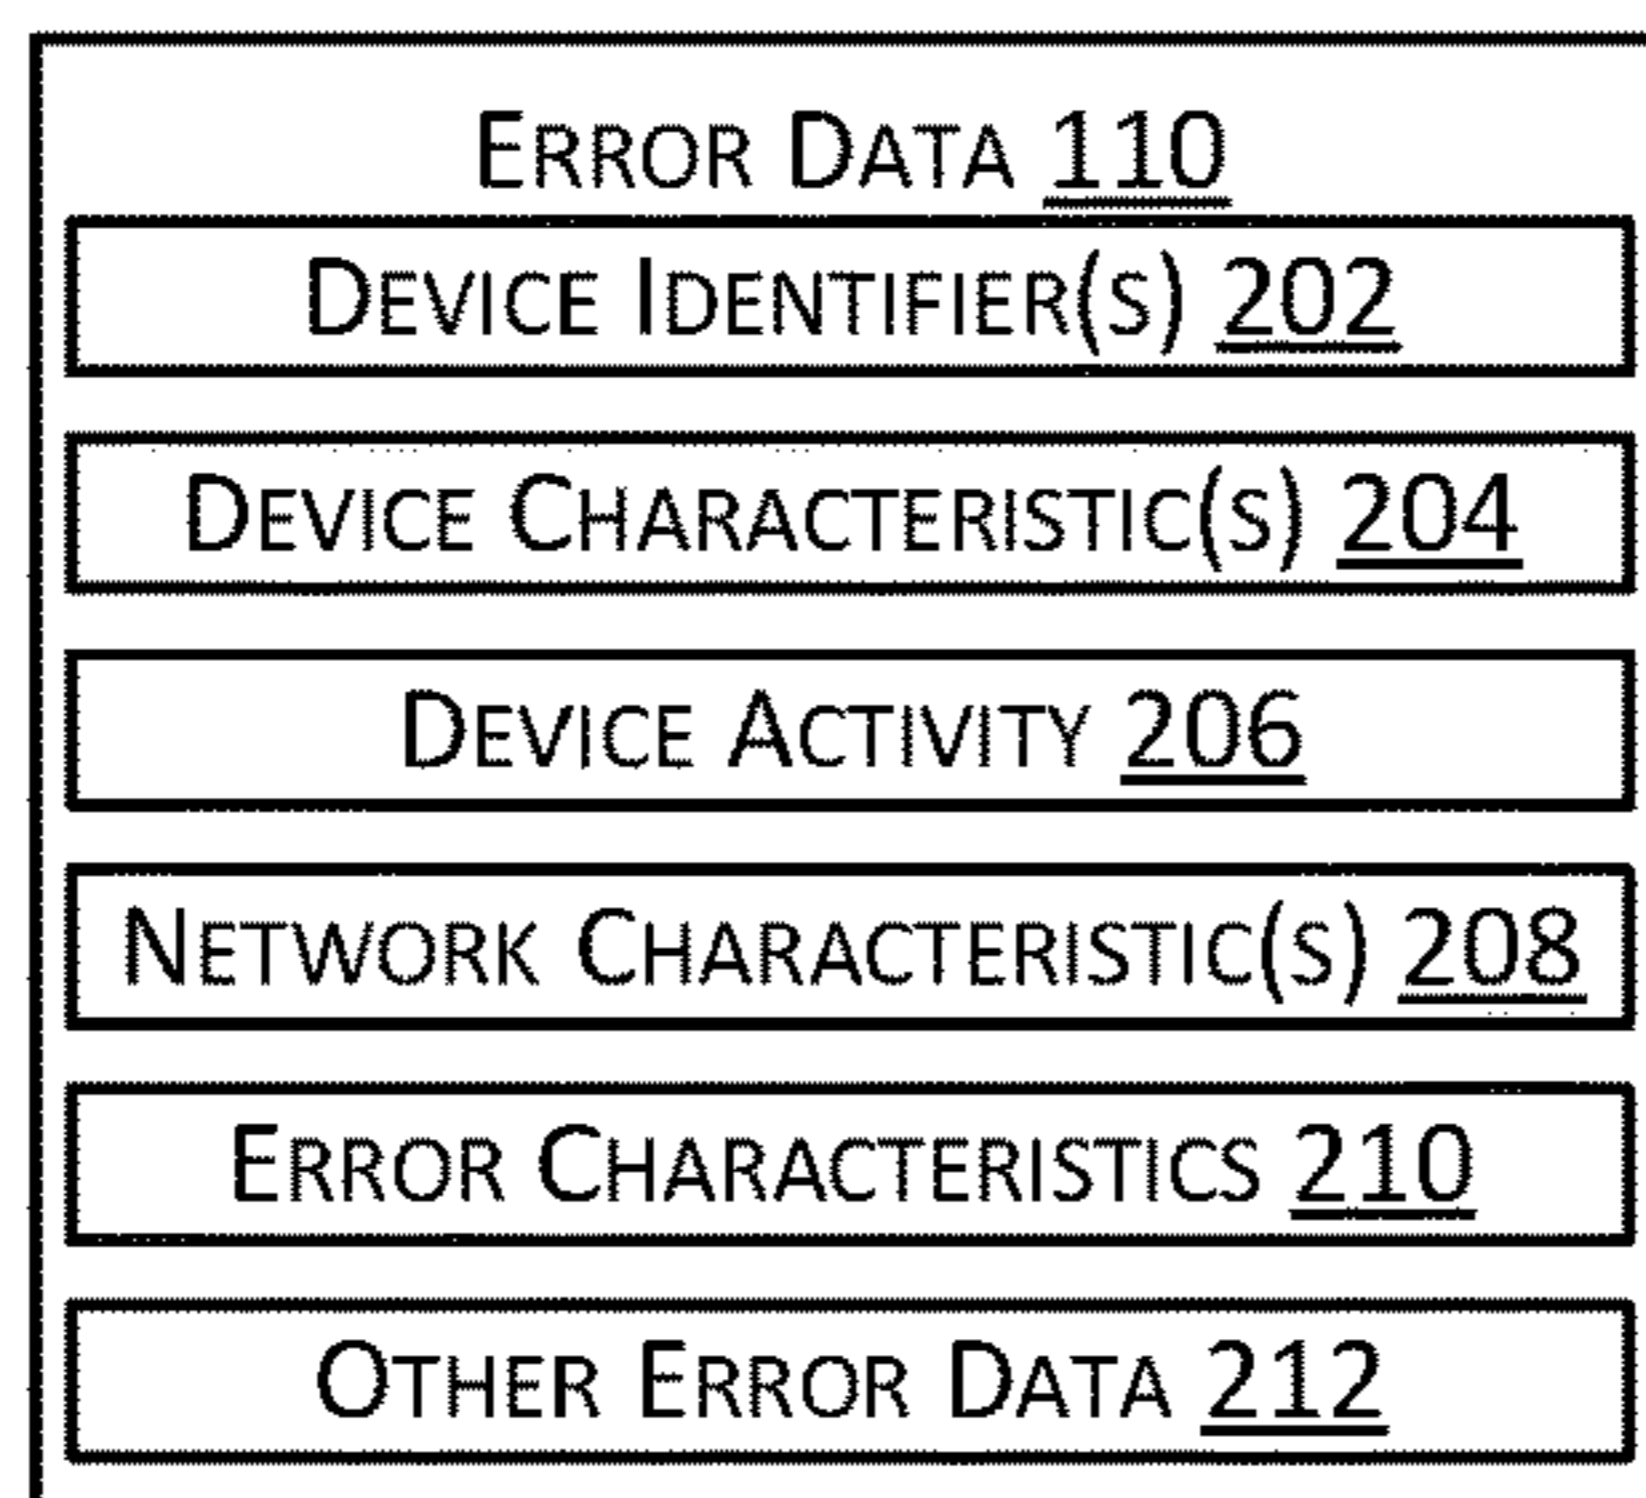 Error Data 110
Device Identifier(s) 202
Device Characteristic(s) 204
Device Activity 206
Network Characteristic(s) 208
Error Characteristics 210
Other Error Data 212